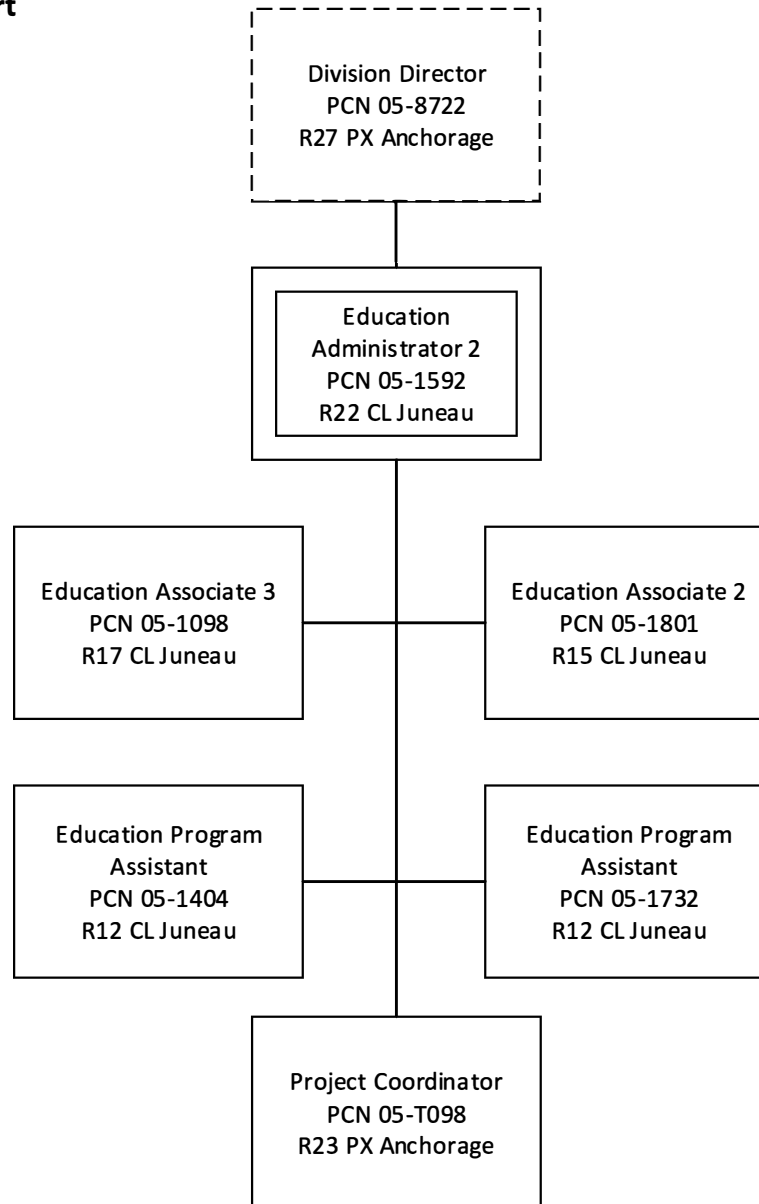 Division Director
PCN 05-8722
R27 PX Anchorage
Education
Administrator 2
PCN 05-1592
R22 CL Juneau
Education Associate 3
PCN 05-1098
R17 CL Juneau
Education Associate 2
PCN 05-1801
R15 CL Juneau
Education Program
Assistant
PCN 05-1404
R12 CL Juneau
Education Program
Assistant
PCN 05-1732
R12 CL Juneau
Project Coordinator
PCN 05-T098
R23 PX Anchorage